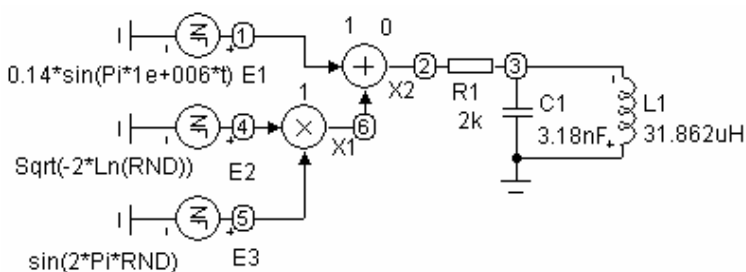 1 0
1
0.14*sin(Pi*1e+006*t) E1
2
3
X2
R1
2k
C1
3.18nF
L1
31.862uH
1
4
X1
6
Sqrt(-2*Ln(RND))
E2
5
sin(2*Pi*RND)
E3